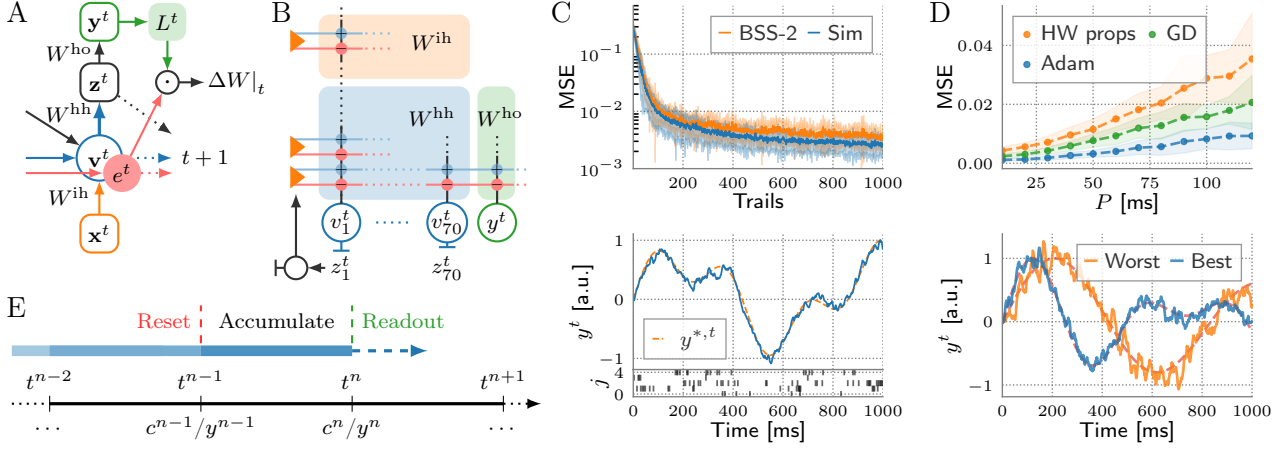 A
y^t
L^t
W^ho
z^t
ΔW|_t
W^hh
v^t
e^t
t + 1
W^ih
x^t
B
W^ih
W^hh
W^ho
v_1^t
v_70^t
y^t
z_1^t
z_70^t
C
BSS-2
Sim
MSE
10^−1
10^−2
10^−3
10
200
400
600
800
1000
Trails
y^t [a.u.]
1
0
−1
y^*,t
4
0
j
0
200
400
600
800
1000
Time [ms]
D
HW props
GD
Adam
MSE
0.04
0.02
0.00
25
50
75
100
P [ms]
Worst
Best
y^t [a.u.]
1
0
−1
0
200
400
600
800
1000
Time [ms]
E
Reset
Accumulate
Readout
t^n−2
t^n−1
t^n
t^n+1
···
c^n−1/y^n−1
c^n/y^n
···